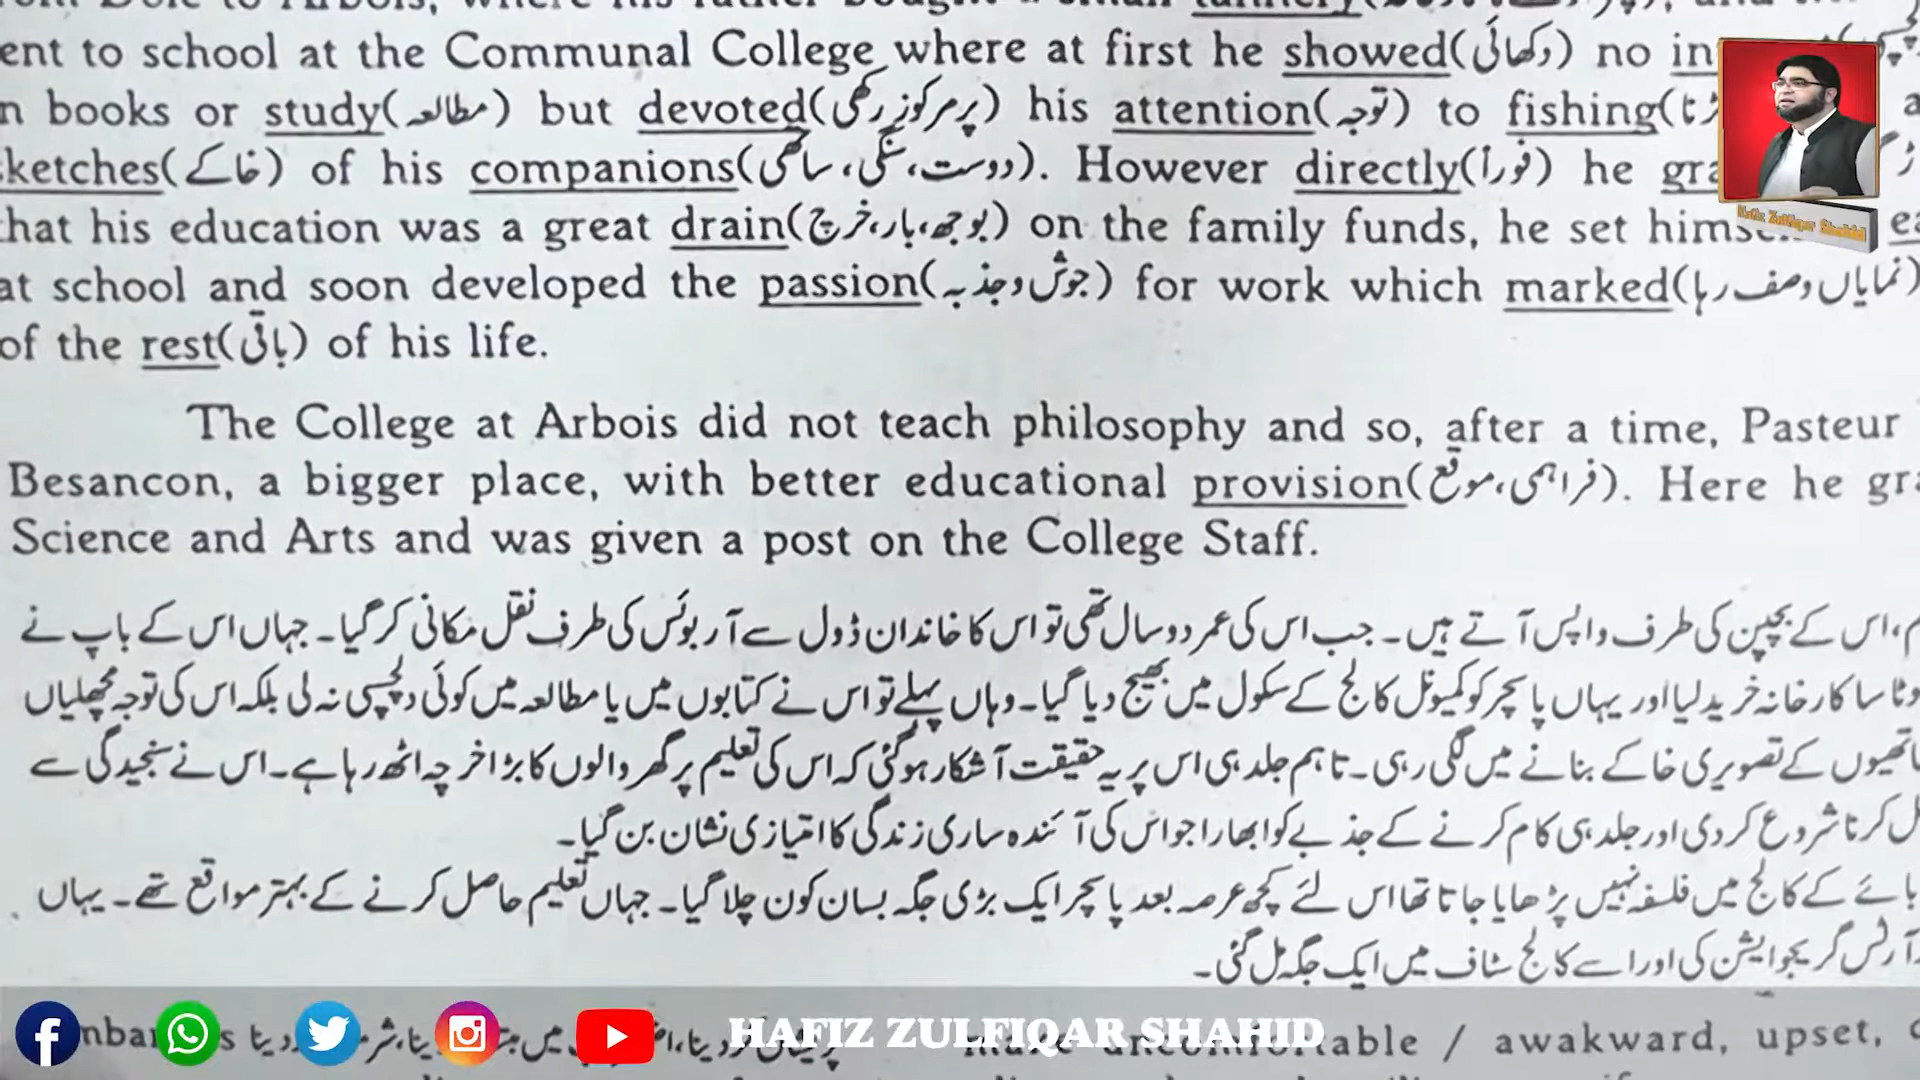 ent to school at the Communal College where at first he showed(دکھائی) no in
n books or study(مطالعہ) but devoted(پر مرکوز رکھی) his attention(توجہ) to fishing(
ketches(خاکے) of his companions(دوست، سنگی، ساتھی). However directly(فوراً) he gra
that his education was a great drain(بوجھ، بار، خرچ) on the family funds, he set himse
at school and soon developed the passion(جوش و جذبہ) for work which marked(نمایاں وصف رہا)
of the rest(باقی) of his life.
The College at Arbois did not teach philosophy and so, after a time, Pasteur
Besancon, a bigger place, with better educational provision(فراہمی، موقع). Here he gra
Science and Arts and was given a post on the College Staff.
م، اس کے بچپن کی طرف واپس آتے ہیں۔ جب اس کی عمر دو سال تھی تو اس کا خاندان ڈول سے آربوئس کی طرف نقل مکانی کر گیا۔ جہاں اس کے باپ نے
وٹا سا کارخانہ خرید لیا اور یہاں پاسچر کو کمیونل کالج کے سکول میں بھیج دیا گیا۔ وہاں پہلے تو اس نے کتابوں میں یا مطالعہ میں کوئی دلچسپی نہ لی بلکہ اس کی توجہ مچھلیاں
اتھیوں کے تصویری خاکے بنانے میں لگی رہی۔ تاہم جلد ہی اس پر یہ حقیقت آشکار ہو گئی کہ اس کی تعلیم پر گھر والوں کا بڑا خرچہ اٹھ رہا ہے۔ اس نے سنجیدگی سے
ل کرنا شروع کر دی اور جلد ہی کام کرنے کے جذبے کو ابھارا جو اس کی آئندہ ساری زندگی کا امتیازی نشان بن گیا۔
بائے کے کالج میں فلسفہ نہیں پڑھایا جاتا تھا اس لئے کچھ عرصہ بعد پاسچر ایک بڑی جگہ بسان کون چلا گیا۔ جہاں تعلیم حاصل کرنے کے بہتر مواقع تھے۔ یہاں
آرٹس گریجوایشن کی اور اسے کالج سٹاف میں ایک جگہ مل گئی۔
Hafiz Zulfiqar Shahid
HAFIZ ZULFIQAR SHAHID
able / awakward, upset,